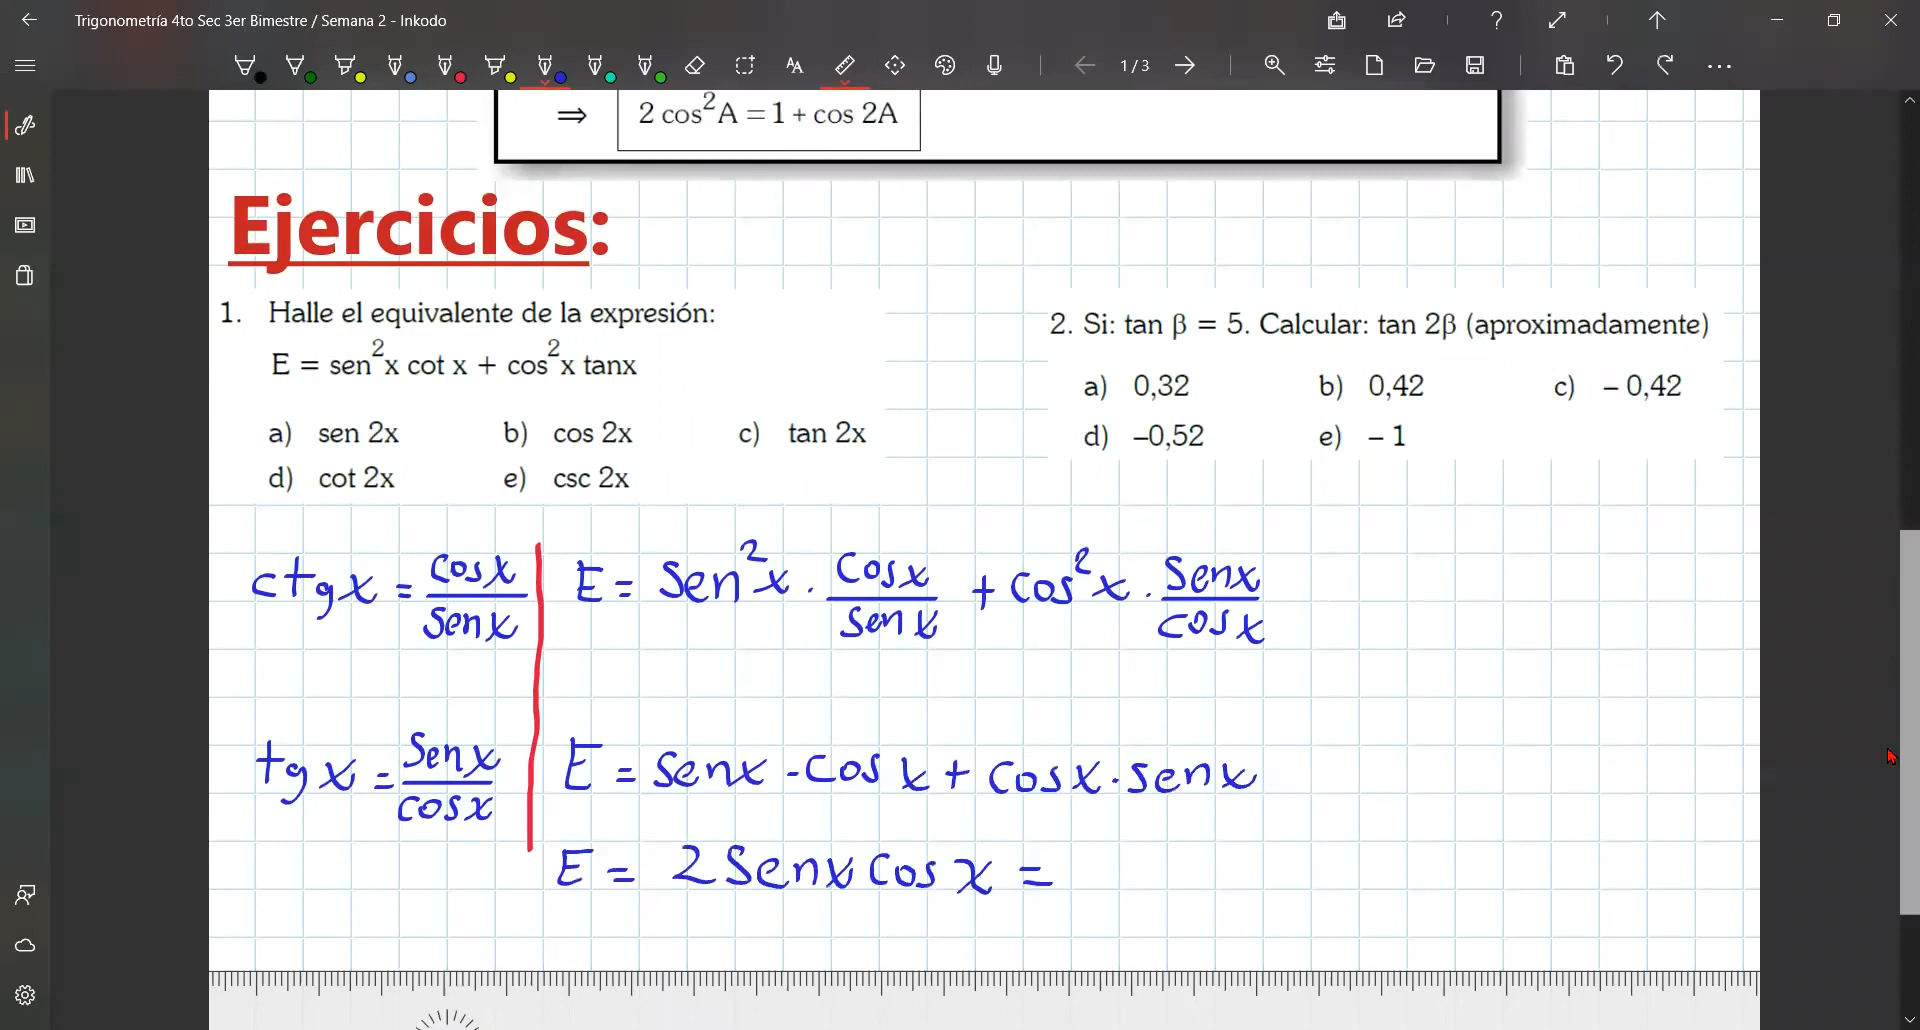 Trigonometría 4to Sec 3er Bimestre / Semana 2 - Inkodo
1 / 3
⇒ 2 cos²A = 1 + cos 2A
Ejercicios:
1. Halle el equivalente de la expresión:
E = sen²x cot x + cos²x tanx
a) sen 2x b) cos 2x c) tan 2x
d) cot 2x e) csc 2x
2. Si: tan β = 5. Calcular: tan 2β (aproximadamente)
a) 0,32 b) 0,42 c) – 0,42
d) –0,52 e) – 1
ctgx = cosx/senx
E = sen²x . cosx/senx + cos²x . senx/cosx
tgx = senx/cosx
E = senx . cosx + cosx . senx
E = 2 senx cosx =